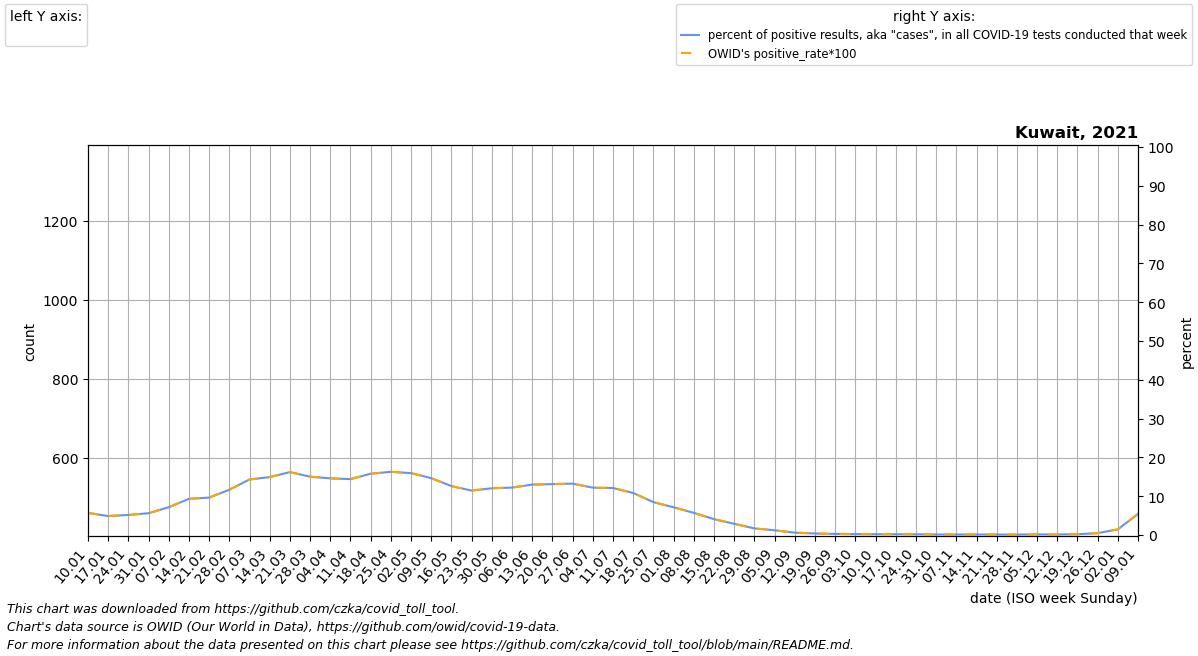 left Y axis:
right Y axis:
percent of positive results, aka "cases", in all COVID-19 tests conducted that week
OWID's positive_rate*100
Kuwait, 2021
100
90
1200
80
70
1000
60
50
count
percent
800
40
30
600
20
10
0
10.01 17.01 24.01 31.01 07.02 14.02 21.02 28.02 07.03 14.03 21.03 28.03 04.04 11.04 18.04 25.04 02.05 09.05 16.05 23.05 30.05 06.06 13.06 20.06 27.06 04.07 11.07 18.07 25.07 01.08 08.08 15.08 22.08 29.08 05.09 12.09 19.09 26.09 03.10 10.10 17.10 24.10 31.10 07.11 14.11 21.11 28.11 05.12 12.12 19.12 26.12 02.01 09.01
date (ISO week Sunday)
This chart was downloaded from https://github.com/czka/covid_toll_tool.
Chart's data source is OWID (Our World in Data), https://github.com/owid/covid-19-data.
For more information about the data presented on this chart please see https://github.com/czka/covid_toll_tool/blob/main/README.md.